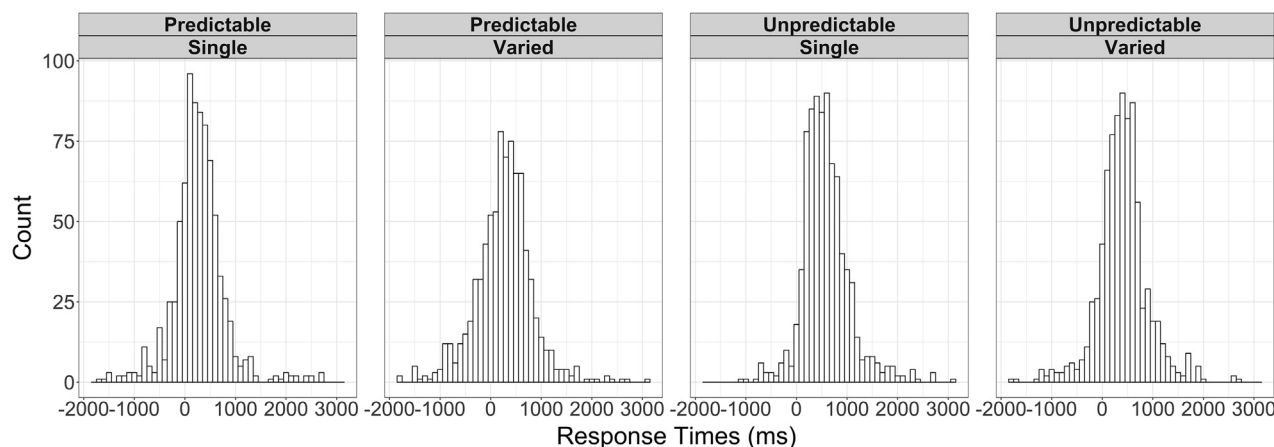 Predictable Predictable Unpredictable Unpredictable
Single Varied Single Varied
100
75
50
25
0
Count
-2000 -1000 0 1000 2000 3000 -2000 -1000 0 1000 2000 3000 -2000 -1000 0 1000 2000 3000 -2000 -1000 0 1000 2000 3000
Response Times (ms)